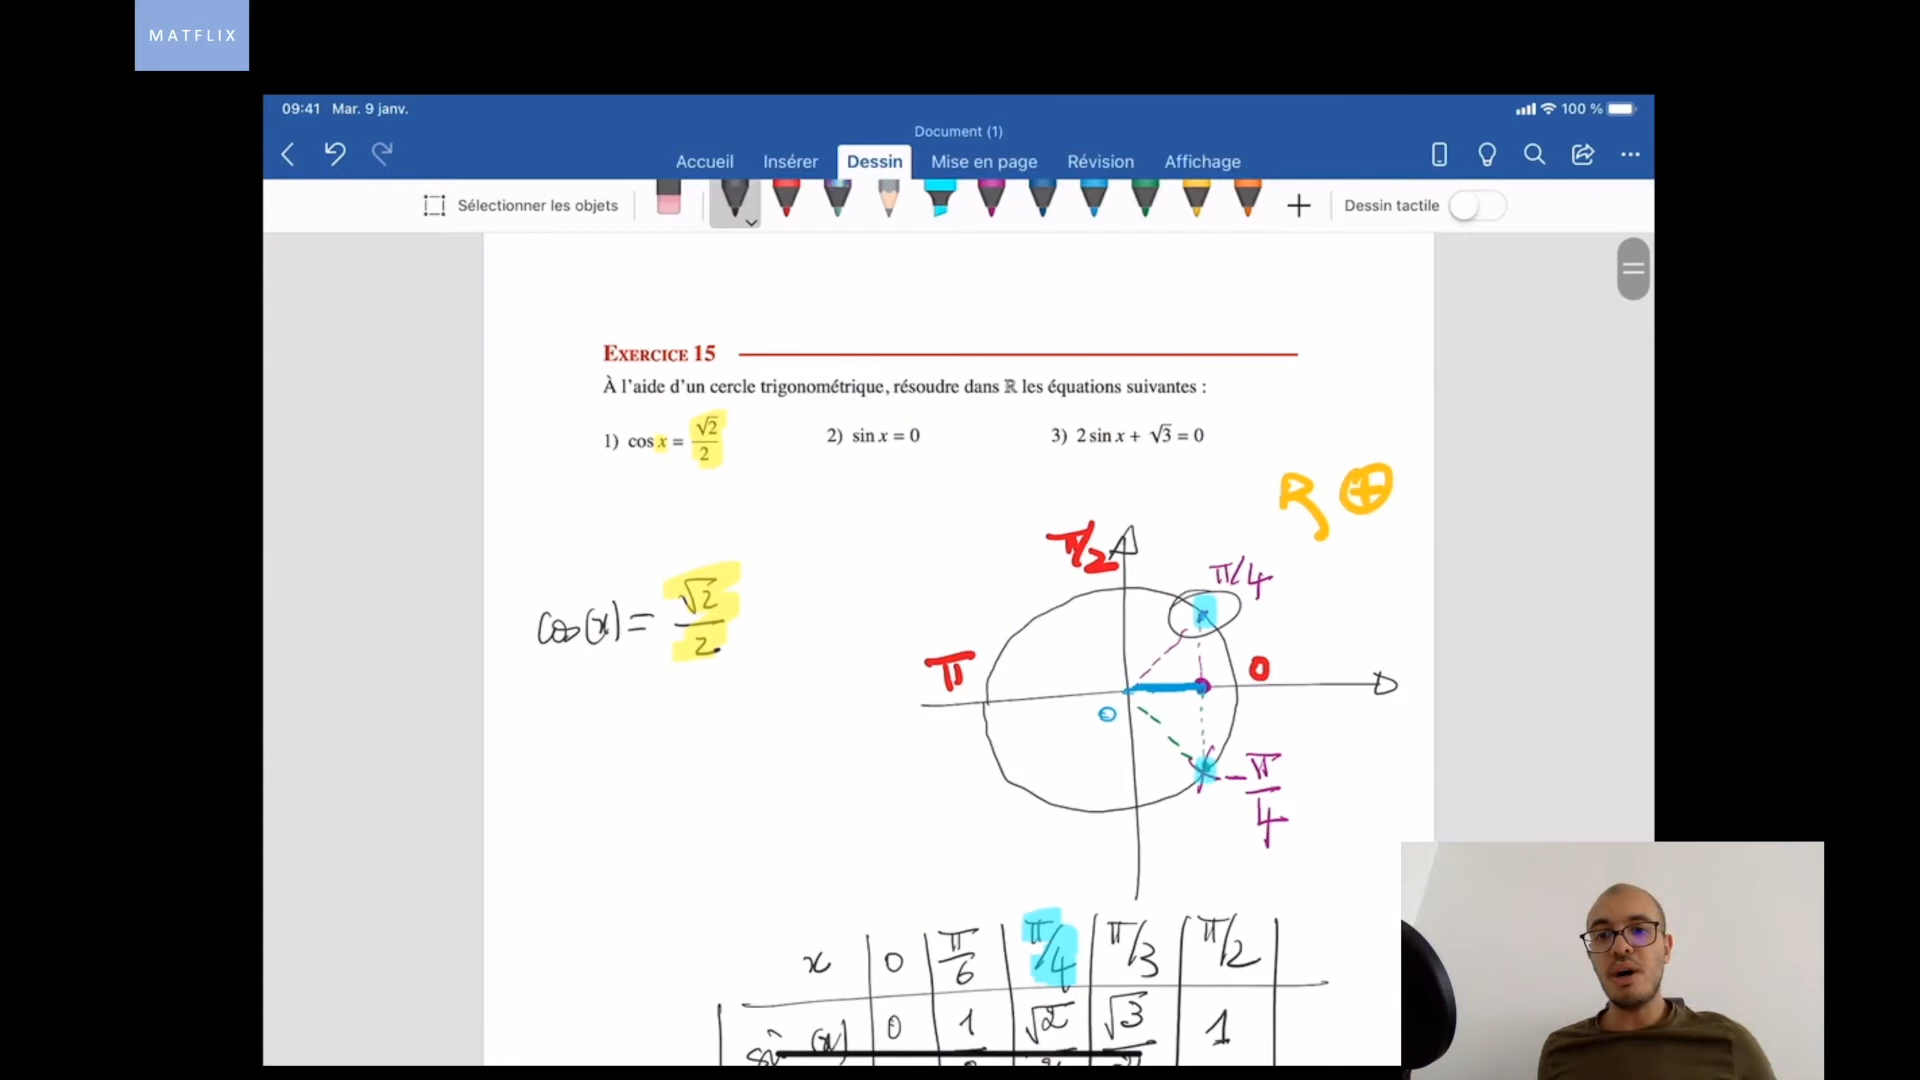 MATFLIX
09:41 Mar. 9 janv.
100 %
Document (1)
Accueil Insérer Dessin Mise en page Révision Affichage
Sélectionner les objets
Dessin tactile
EXERCICE 15
À l'aide d'un cercle trigonométrique, résoudre dans ℝ les équations suivantes :
1) cos x = √2/2 2) sin x = 0 3) 2 sin x + √3 = 0
π/2
π/4
cos(x) = √2/2
π
0
O
-π/4
x 0 π/6 π/4 π/3 π/2
(x) 0 1 √2 √3 1